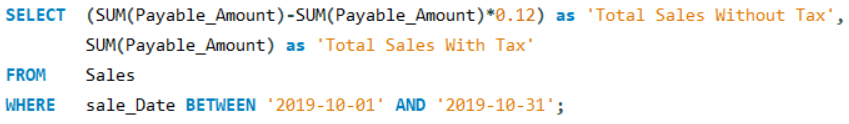 SELECT (SUM(Payable_Amount)-SUM(Payable_Amount)*0.12) as 'Total Sales Without Tax',
SUM(Payable_Amount) as 'Total Sales With Tax'
FROM Sales
WHERE sale_Date BETWEEN '2019-10-01' AND '2019-10-31';